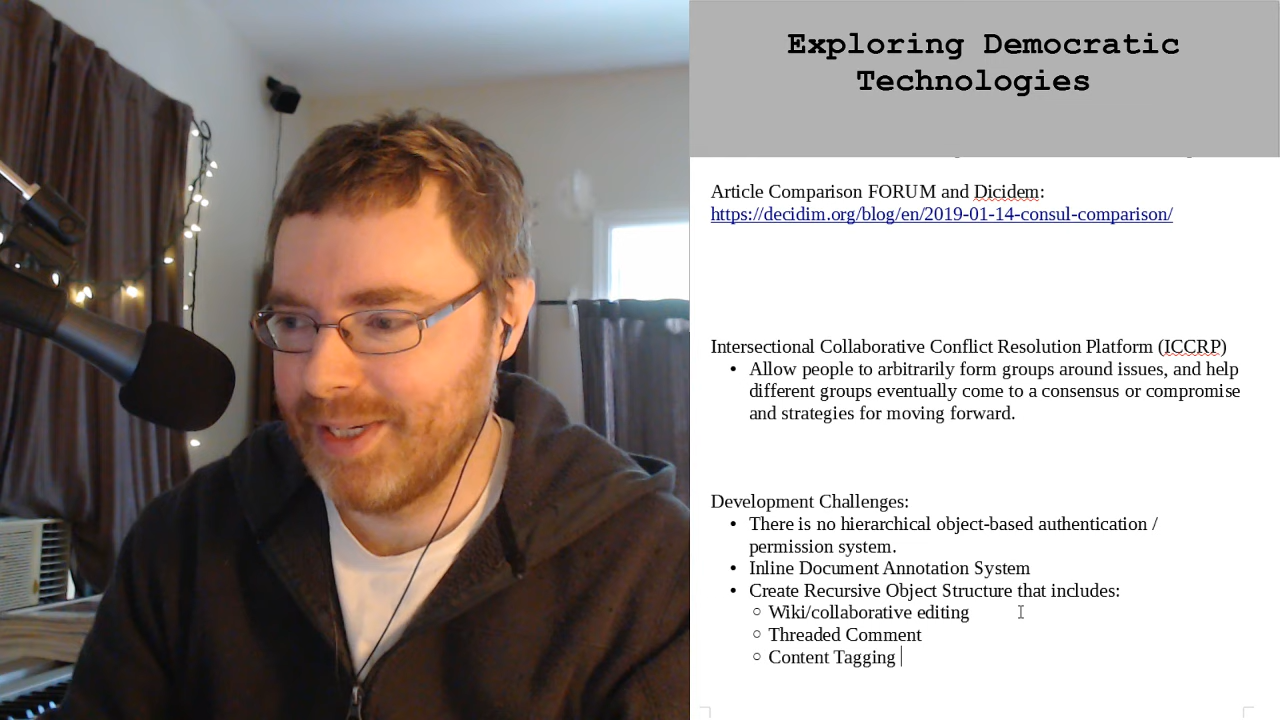 Exploring Democratic
Technologies
Article Comparison FORUM and Dicidem:
https://decidim.org/blog/en/2019-01-14-consul-comparison/
Intersectional Collaborative Conflict Resolution Platform (ICCRP)
• Allow people to arbitrarily form groups around issues, and help
different groups eventually come to a consensus or compromise
and strategies for moving forward.
Development Challenges:
• There is no hierarchical object-based authentication /
permission system.
• Inline Document Annotation System
• Create Recursive Object Structure that includes:
○ Wiki/collaborative editing
○ Threaded Comment
○ Content Tagging